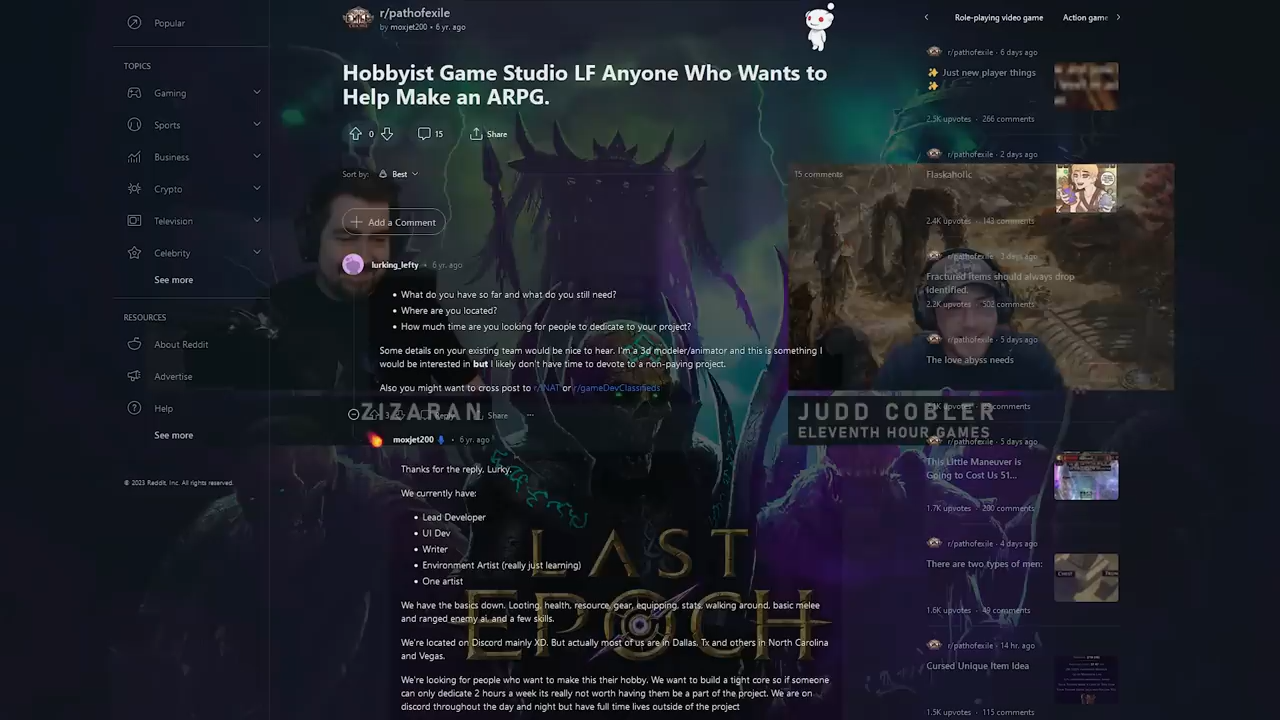 Popular
TOPICS
Gaming
Sports
Business
Crypto
Television
Celebrity
See more
RESOURCES
About Reddit
Advertise
Help
See more
© 2023 Reddit, Inc. All rights reserved.
r/pathofexile
by moxjet200 • 6 yr. ago
Hobbyist Game Studio LF Anyone Who Wants to
Help Make an ARPG.
0
15
Share
Sort by: Best
Add a Comment
lurking_lefty • 6 yr. ago
• What do you have so far and what do you still need?
• Where are you located?
• How much time are you looking for people to dedicate to your project?
Some details on your existing team would be nice to hear. I'm a 3d modeler/animator and this is something I
would be interested in but I likely don't have time to devote to a non-paying project.
Also you might want to cross post to r/INAT or r/gameDevClassifieds
Share
ZIZARAN
moxjet200 • 6 yr. ago
Thanks for the reply, Lurky.
We currently have:
• Lead Developer
• UI Dev
• Writer
• Environment Artist (really just learning)
• One artist
We have the basics down. Looting, health, resource, gear, equipping, stats, walking around, basic melee
and ranged enemy ai, and a few skills.
We're located on Discord mainly XD. But actually most of us are in Dallas, Tx and others in North Carolina
and Vegas.
We're looking for people who want to make this their hobby. We want to build a tight core so if someone
can only dedicate 2 hours a week its really not worth having them be a part of the project. We are on
discord throughout the day and night but have full time lives outside of the project
LAST
EPOCH
15 comments
JUDD COBLER
ELEVENTH HOUR GAMES
Role-playing video game
Action game
r/pathofexile · 6 days ago
✨ Just new player things
✨
2.5K upvotes · 266 comments
r/pathofexile · 2 days ago
Flaskaholic
2.4K upvotes · 143 comments
r/pathofexile · 3 days ago
Fractured Items should always drop
identified.
2.2K upvotes · 502 comments
r/pathofexile · 5 days ago
The love abyss needs
comments
r/pathofexile · 5 days ago
This Little Maneuver is
Going to Cost Us 51...
1.7K upvotes · 200 comments
r/pathofexile · 4 days ago
There are two types of men:
1.6K upvotes · 49 comments
r/pathofexile · 14 hr. ago
Cursed Unique Item Idea
1.5K upvotes · 115 comments